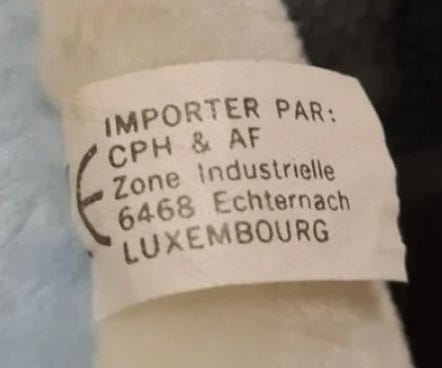 IMPORTER PAR:
CPH & AF
Zone Industrielle
6468 Echternach
LUXEMBOURG